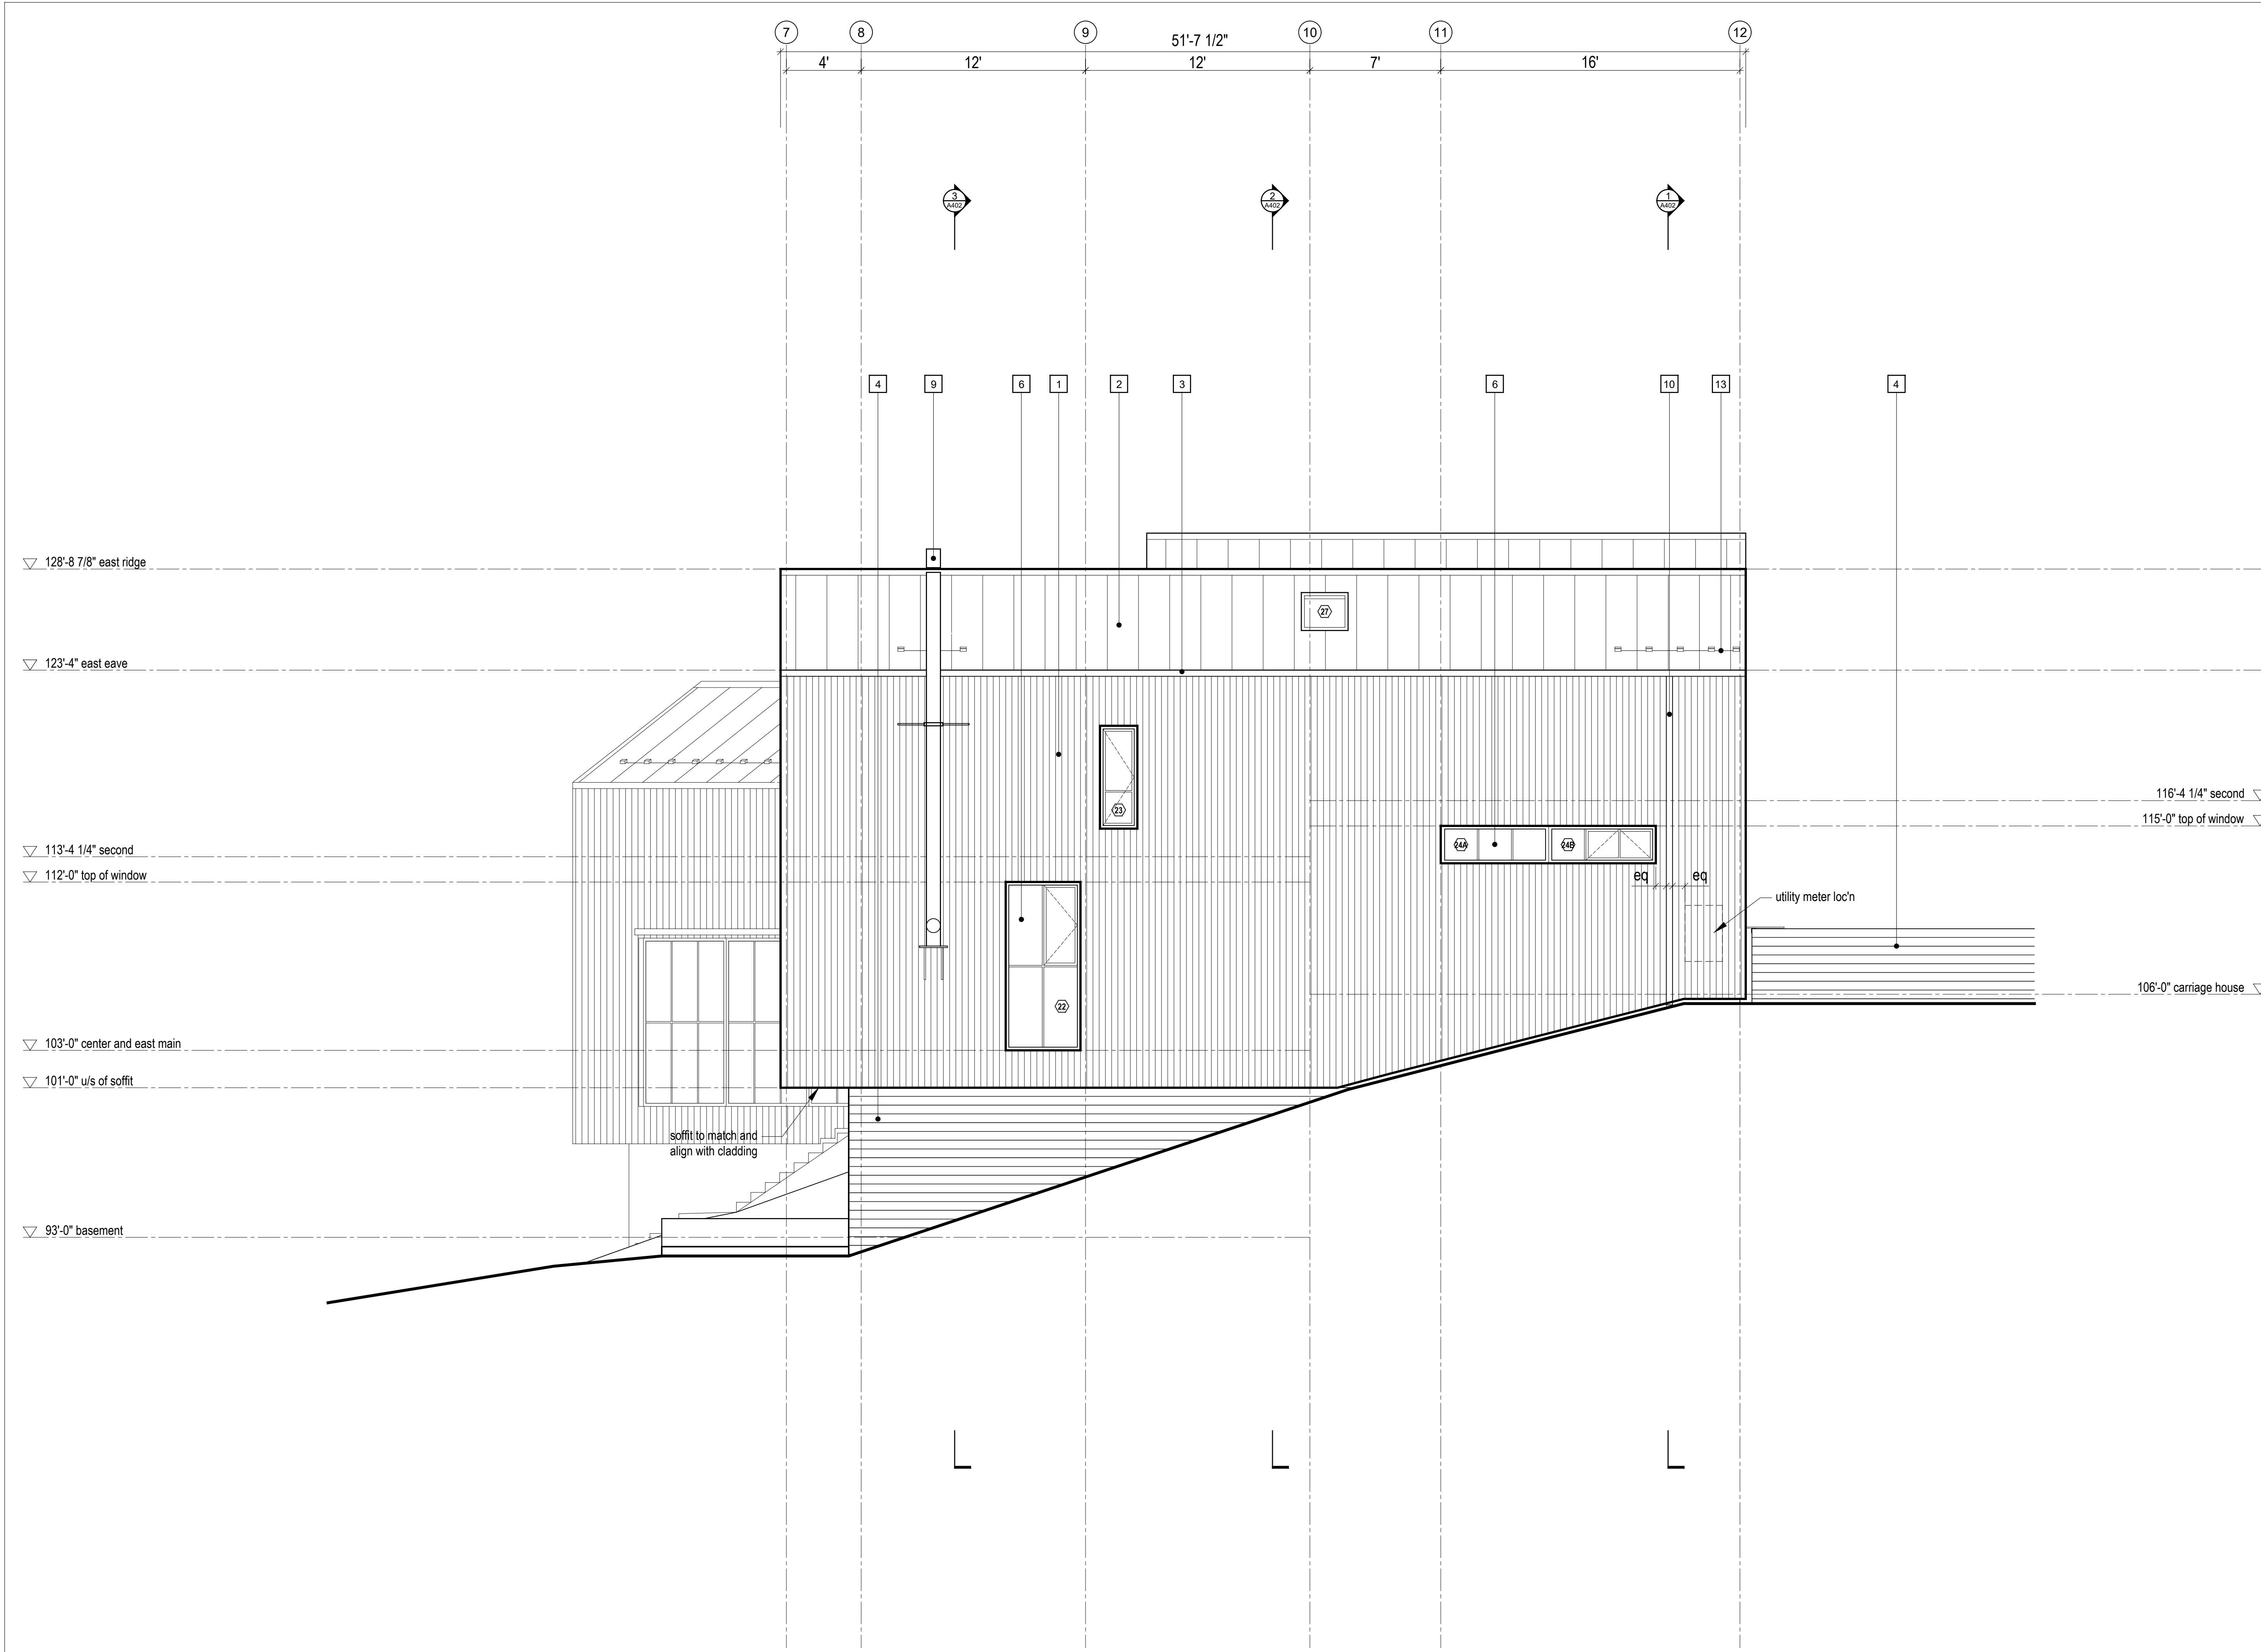 7 8 9 10 11 12
51'-7 1/2"
4' 12' 12' 7' 16'
3 2 1
A402 A402 A402
4 9 6 1 2 3 6 10 13 4
128'-8 7/8" east ridge
27
123'-4" east eave
116'-4 1/4" second
23
115'-0" top of window
24A 24B
113'-4 1/4" second
112'-0" top of window
eq eq
utility meter loc'n
106'-0" carriage house
22
103'-0" center and east main
101'-0" u/s of soffit
soffit to match and
align with cladding
93'-0" basement